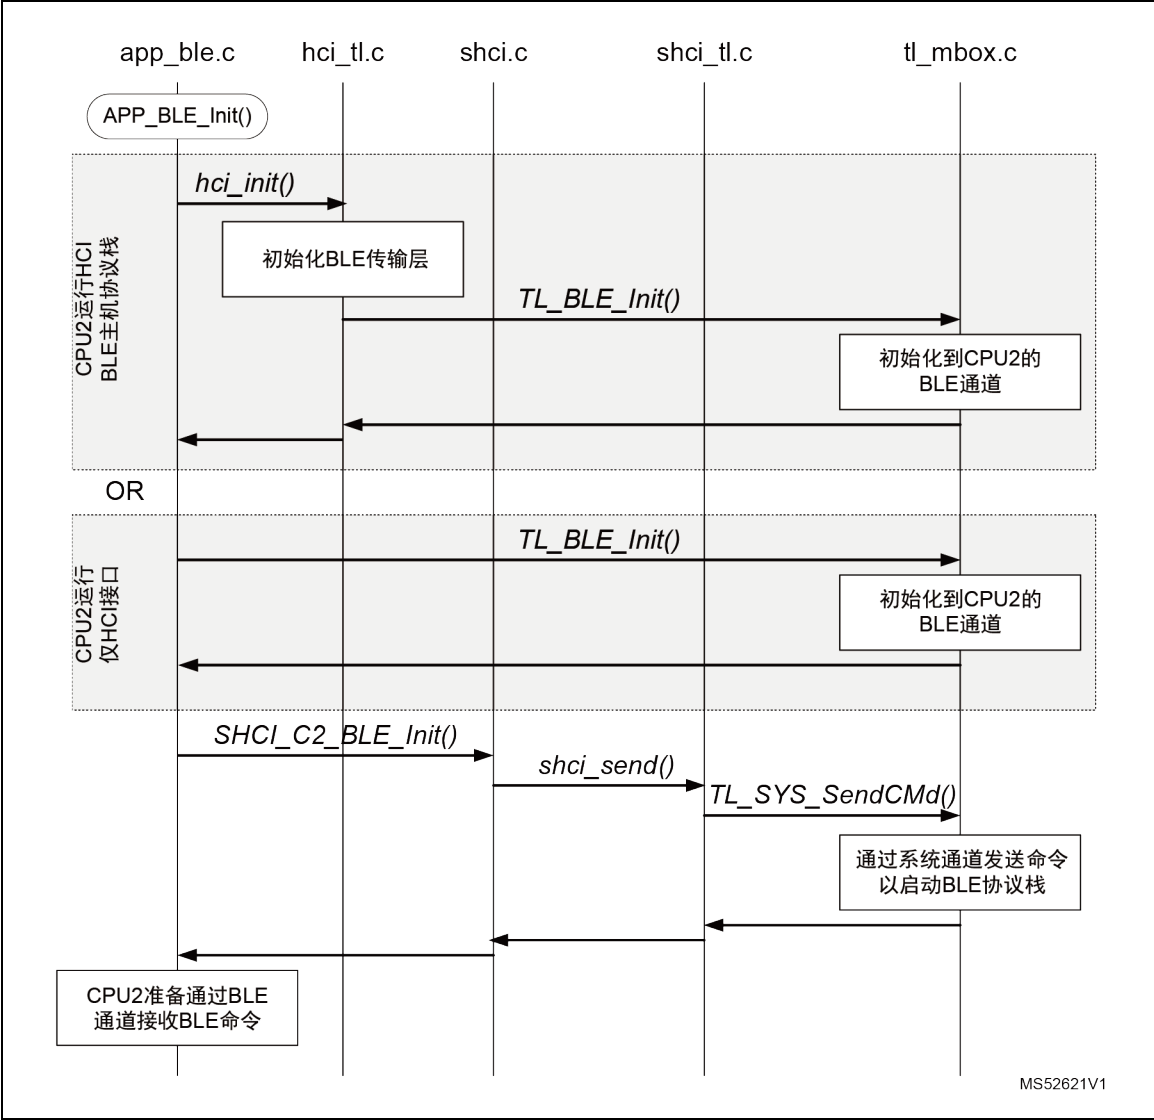 app_ble.c hci_tl.c shci.c shci_tl.c tl_mbox.c
APP_BLE_Init()
CPU2运行HCI
BLE主机协议栈
hci_init()
初始化BLE传输层
TL_BLE_Init()
初始化到CPU2的
BLE通道
OR
CPU2运行
仅HCI接口
TL_BLE_Init()
初始化到CPU2的
BLE通道
SHCI_C2_BLE_Init()
shci_send()
TL_SYS_SendCMd()
通过系统通道发送命令
以启动BLE协议栈
CPU2准备通过BLE
通道接收BLE命令
MS52621V1